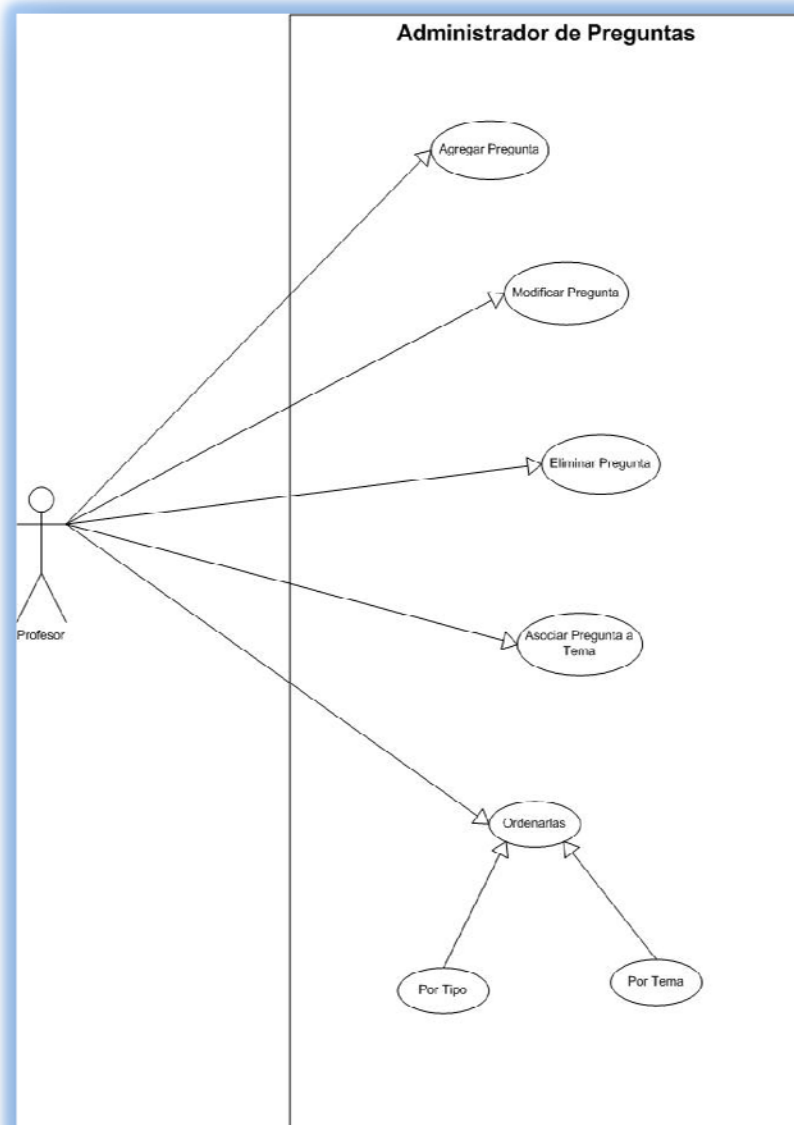 Administrador de Preguntas
Agregar Pregunta
Modificar Pregunta
Eliminar Pregunta
Profesor
Asociar Pregunta a
Tema
Ordenarlas
Por Tipo
Por Tema